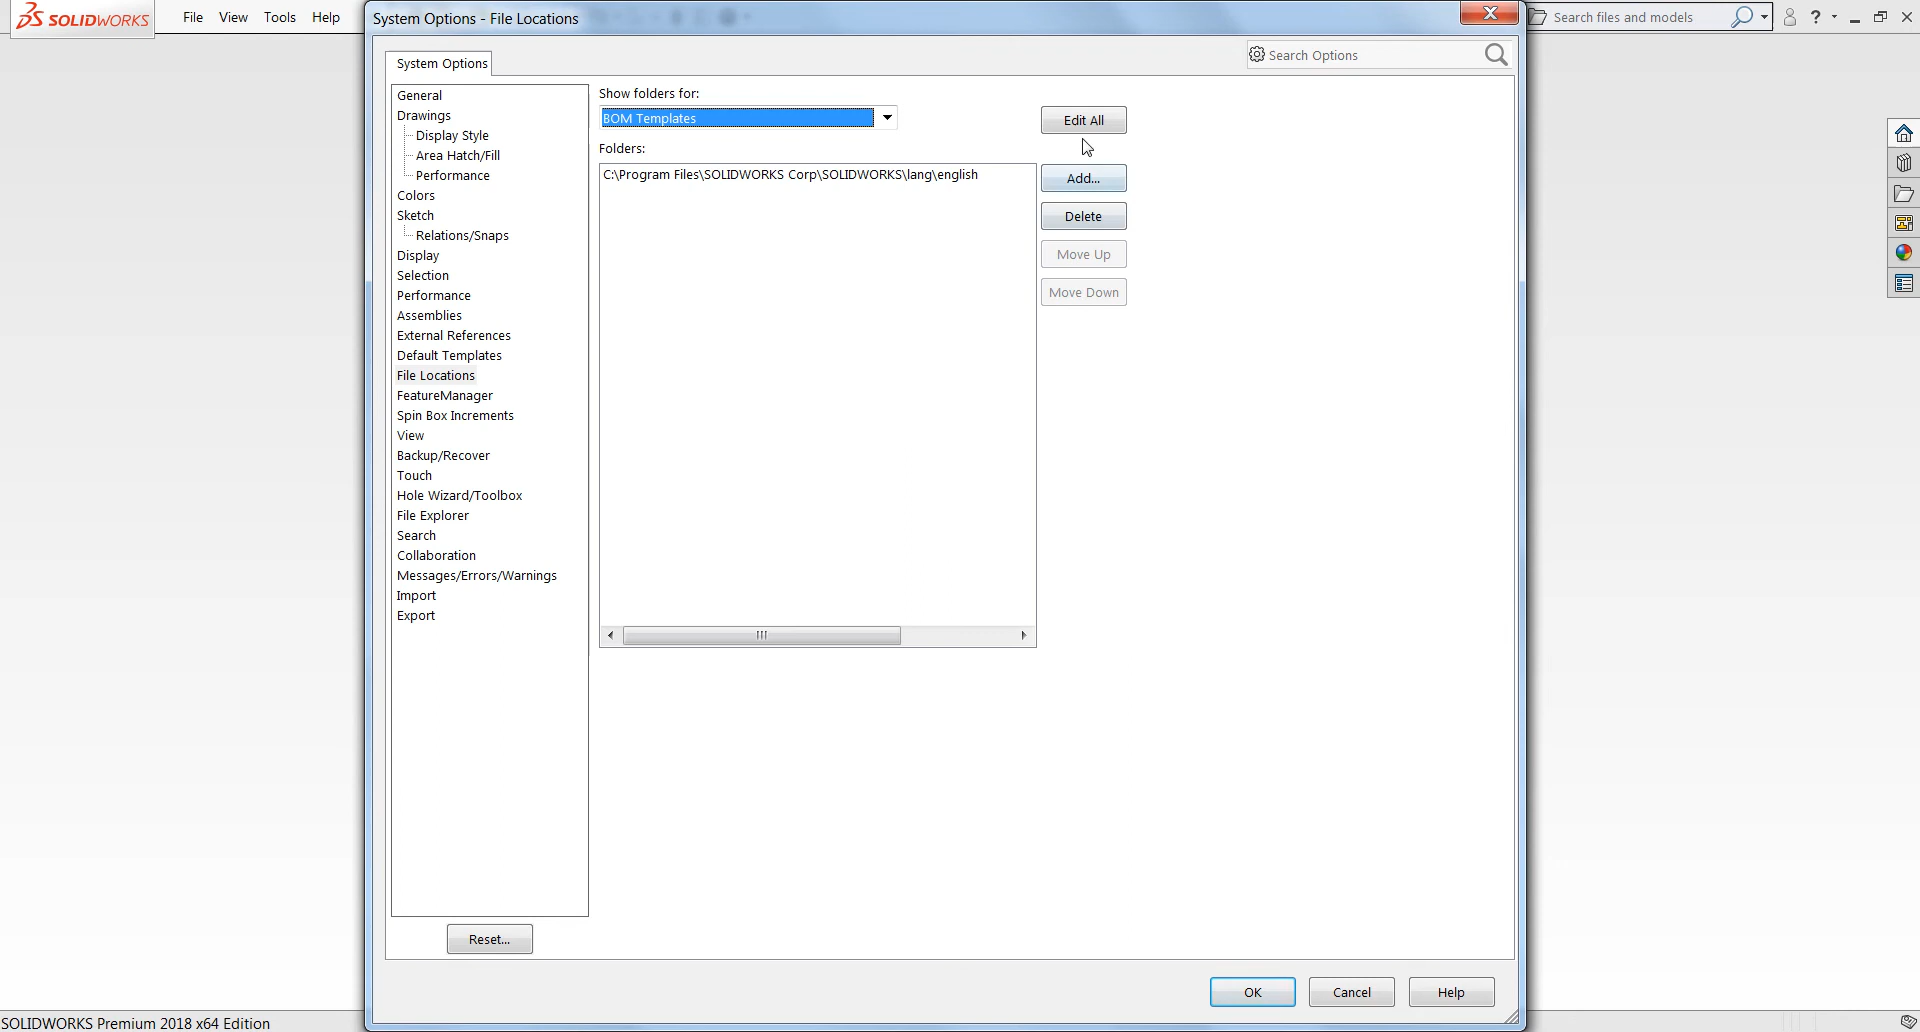 SOLIDWORKS
File View Tools Help
System Options - File Locations
Search files and models
?
System Options
Search Options
General
Drawings
Display Style
Area Hatch/Fill
Performance
Colors
Sketch
Relations/Snaps
Display
Selection
Performance
Assemblies
External References
Default Templates
File Locations
FeatureManager
Spin Box Increments
View
Backup/Recover
Touch
Hole Wizard/Toolbox
File Explorer
Search
Collaboration
Messages/Errors/Warnings
Import
Export
Reset...
Show folders for:
BOM Templates
Folders:
C:\Program Files\SOLIDWORKS Corp\SOLIDWORKS\lang\english
Edit All
Add...
Delete
Move Up
Move Down
OK
Cancel
Help
SOLIDWORKS Premium 2018 x64 Edition